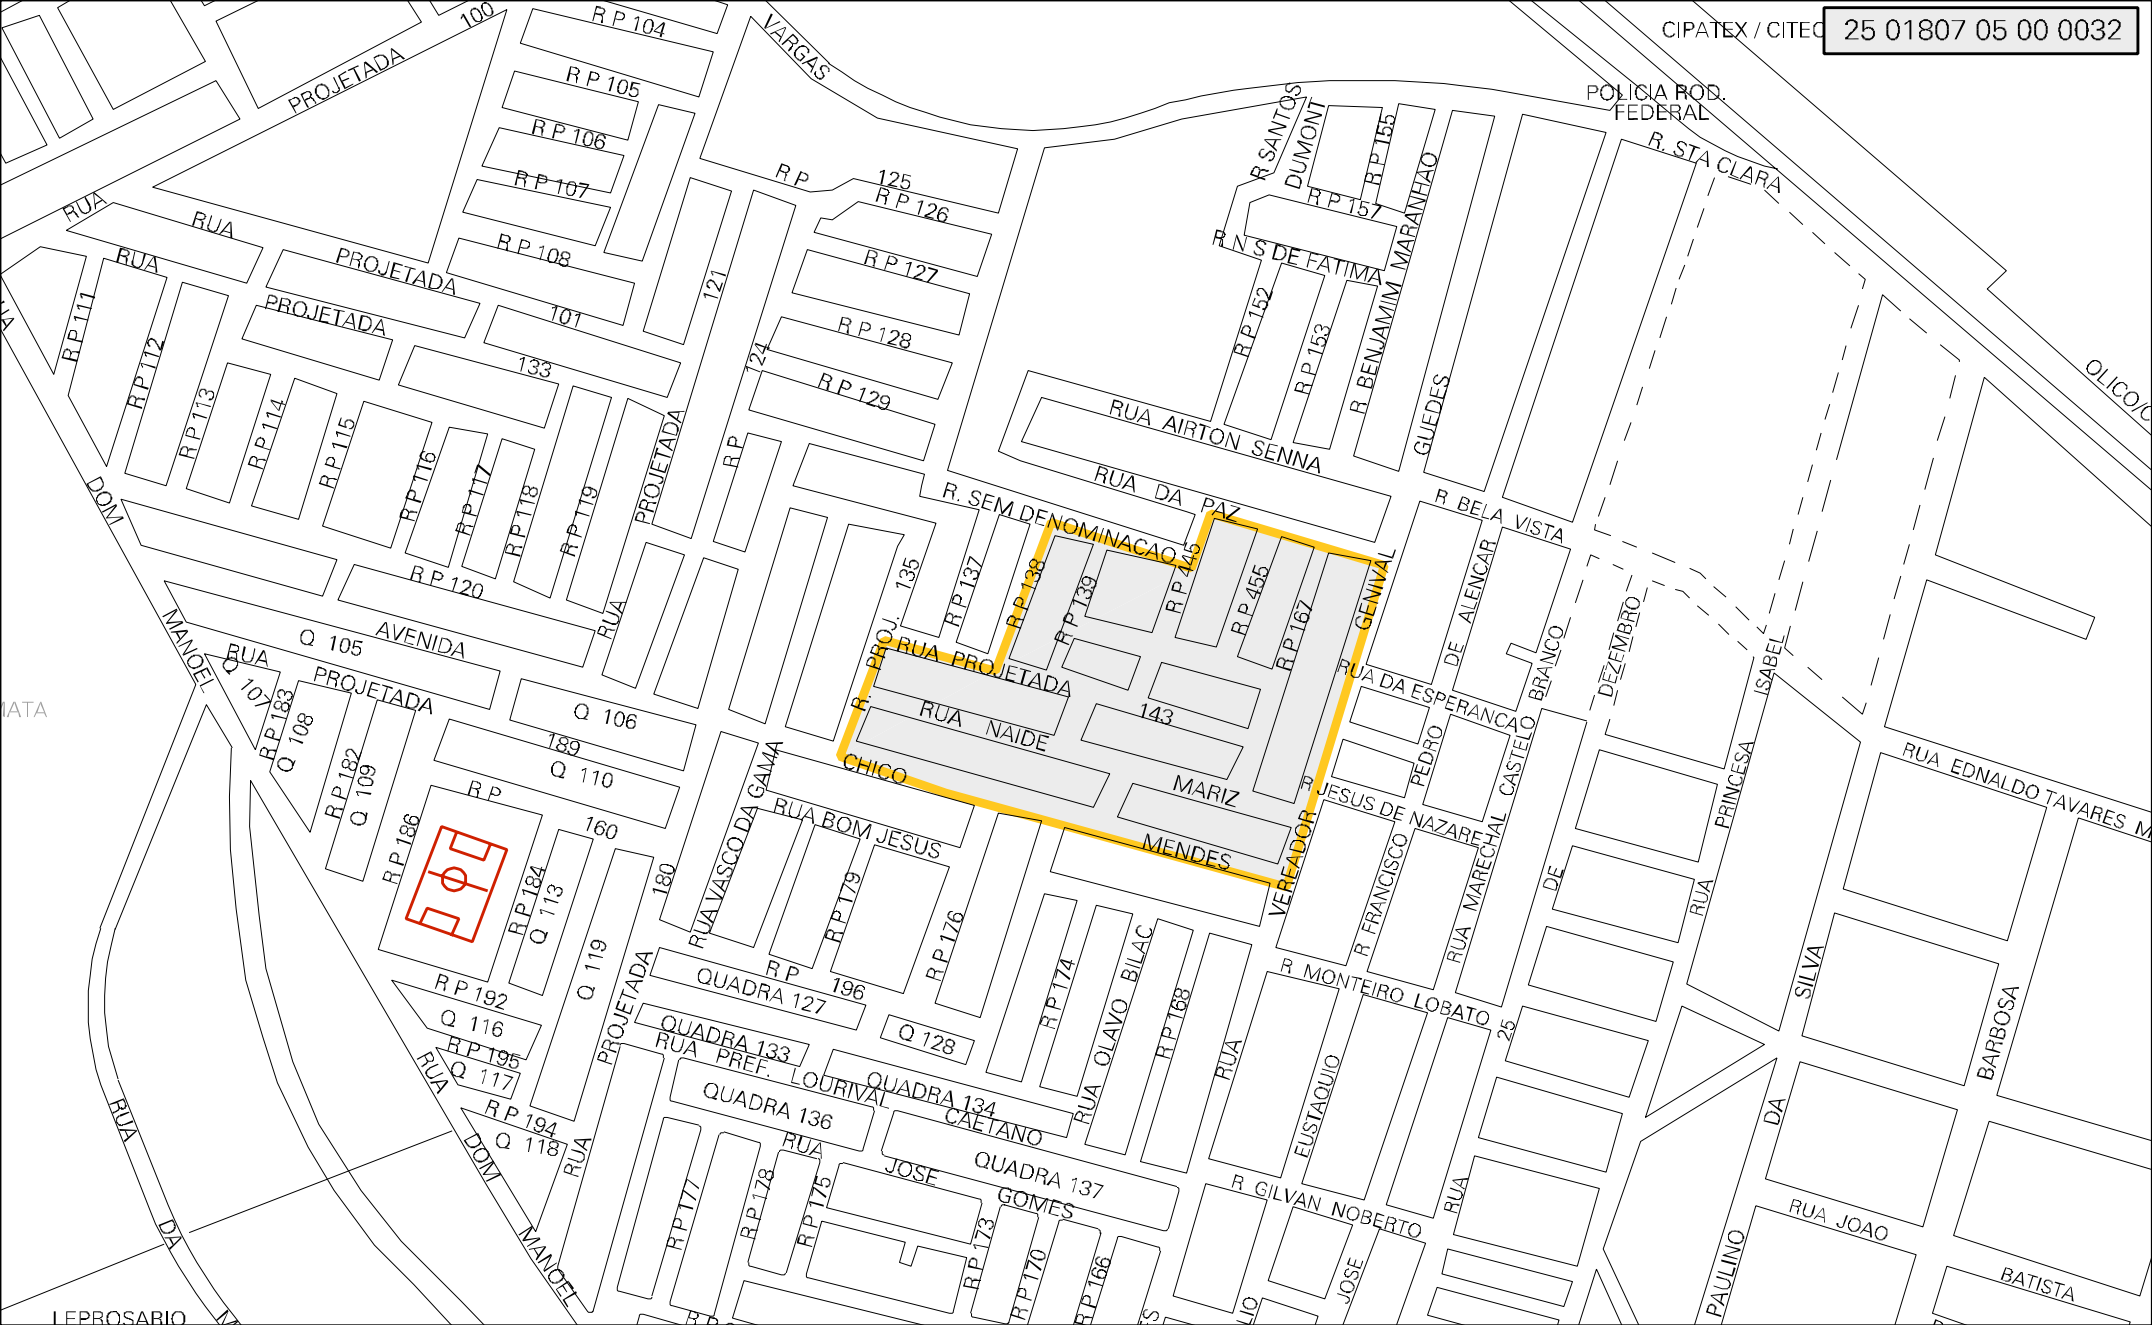 R P 104
100
VARGAS
CIPATEX / CITEC
25 01807 05 00 0032
PROJETADA
R P 105
POLICIA ROD.
FEDERAL
R P 106
R SANTOS
DUMONT
R P 155
R. STA CLARA
R P 107
R P
125
R P 126
R P 157
RUA
RUA
R P 108
R N S DE FATIMA
R BENJAMIM MARANHAO
RUA
PROJETADA
R P 127
121
R P 111
PROJETADA
101
R P 128
R P 152
R P 153
R P 112
133
124
R P 129
OLICO/C
R P 113
R P 114
R P 115
RUA AIRTON SENNA
GUEDES
R P 116
R P 117
R P 118
R P 119
PROJETADA
R P
RUA DA PAZ
R. SEM DENOMINACAO
R BELA VISTA
DOM
R P 120
135
R P 137
R P 138
R P 139
R P 445
R P 455
R P 167
GENIVAL
DE ALENCAR
MANOEL
Q 105
AVENIDA
RUA
R. PROJ.
RUA PROJETADA
RUA DA ESPERANCA
BRANCO
DEZEMBRO
ISABEL
RUA
Q 107
PROJETADA
R P 183
Q 108
MATA
Q 106
RUA NAIDE
143
189
Q 110
R P 182
Q 109
CHICO
MARIZ
PEDRO
R JESUS DE NAZARETH
CASTELO
PRINCESA
RUA EDNALDO TAVARES M
R P
160
R P 186
RUA VASCO DA GAMA
RUA BOM JESUS
MENDES
VEREADOR
R P 184
Q 113
180
R P 179
R P 176
R FRANCISCO
RUA MARECHAL
DE
RUA
Q 119
R P 192
Q 116
R P 195
Q 117
R P 194
Q 118
PROJETADA
R P
196
QUADRA 127
QUADRA 133
Q 128
R P 174
RUA OLAVO BILAC
R P 168
R MONTEIRO LOBATO
25
SILVA
BARBOSA
RUA PREF. LOURIVAL
CAETANO
QUADRA 134
QUADRA 136
RUA
EUSTAQUIO
DA
RUA
RUA
DOM
MANOEL
RUA
RUA
JOSE
GOMES
QUADRA 137
R P 177
R P 178
R P 175
R P 173
R P 170
R P 166
R GILVAN NOBERTO
JOSE
RUA
PAULINO
RUA JOAO
BATISTA
RUA
DA
LEPROSARIO